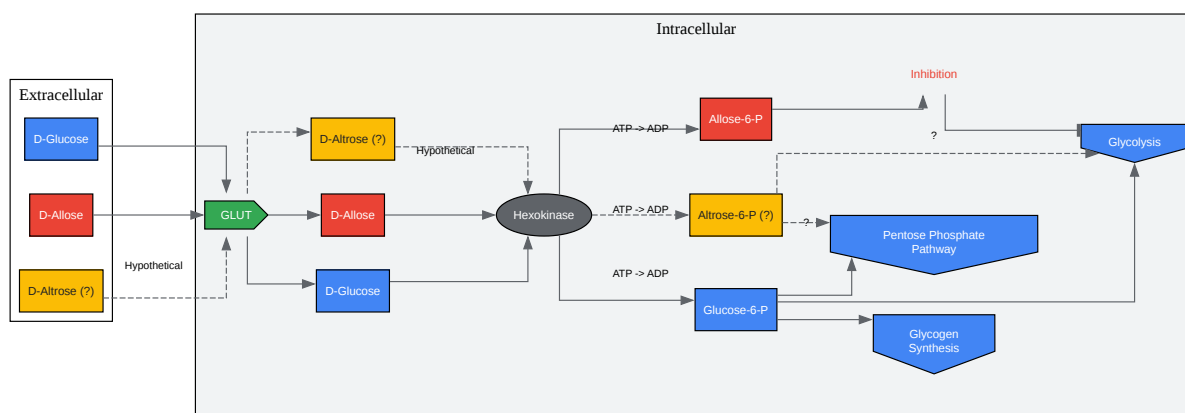 Intracellular
Extracellular
D-Glucose
D-Allose
D-Altrose (?)
Hypothetical
GLUT
D-Altrose (?)
Hypothetical
D-Allose
D-Glucose
Hexokinase
ATP -> ADP
ATP -> ADP
ATP -> ADP
Allose-6-P
Altrose-6-P (?)
Glucose-6-P
Inhibition
?
?
Glycolysis
Pentose Phosphate
Pathway
Glycogen
Synthesis